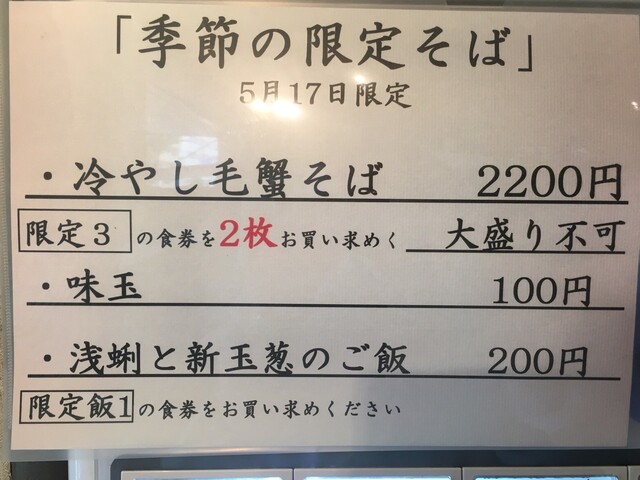 「季節の限定そば」
5月17日限定
・冷やし毛蟹そば 2200円
限定3 の食券を2枚お買い求めく 大盛り不可
・味玉 100円
・浅蜊と新玉葱のご飯 200円
限定飯1 の食券をお買い求めください